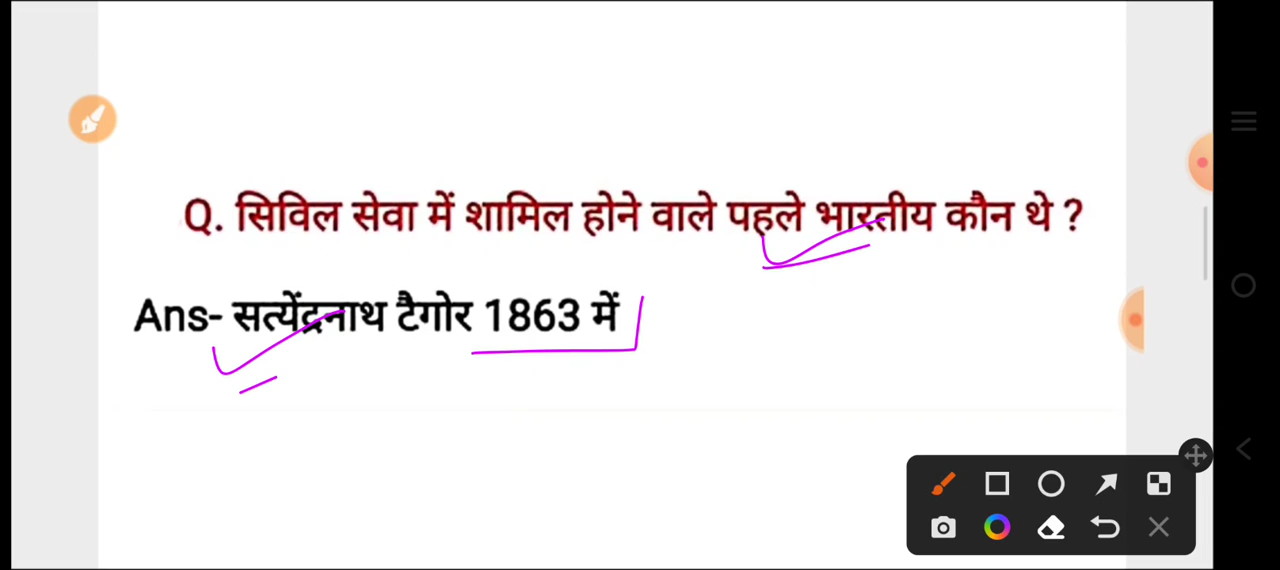 Q. सिविल सेवा में शामिल होने वाले पहले भारतीय कौन थे ?
Ans- सत्येंद्रनाथ टैगोर 1863 में